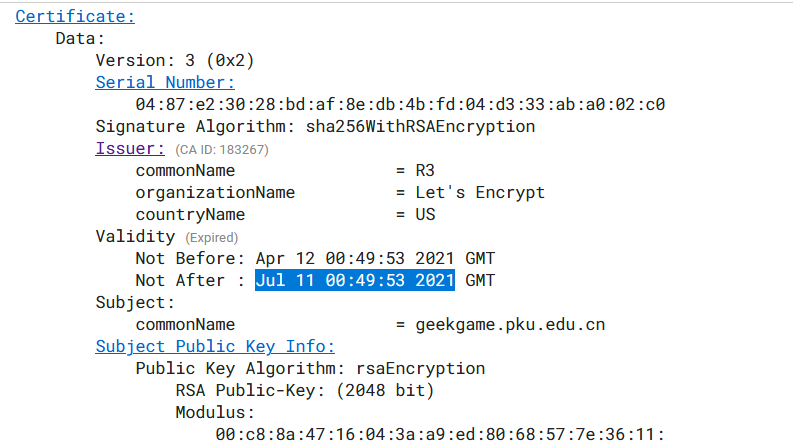 Certificate:
Data:
Version: 3 (0x2)
Serial Number:
04:87:e2:30:28:bd:af:8e:db:4b:fd:04:d3:33:ab:a0:02:c0
Signature Algorithm: sha256WithRSAEncryption
Issuer: (CA ID: 183267)
commonName = R3
organizationName = Let's Encrypt
countryName = US
Validity (Expired)
Not Before: Apr 12 00:49:53 2021 GMT
Not After : Jul 11 00:49:53 2021 GMT
Subject:
commonName = geekgame.pku.edu.cn
Subject Public Key Info:
Public Key Algorithm: rsaEncryption
RSA Public-Key: (2048 bit)
Modulus:
00:c8:8a:47:16:04:3a:a9:ed:80:68:57:7e:36:11: